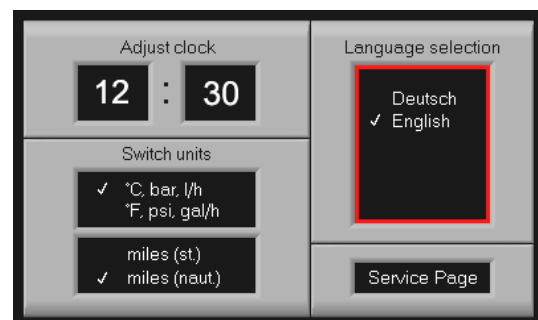 Adjust clock
12 : 30
Switch units
✓ °C, bar, l/h
°F, psi, gal/h
miles (st.)
✓ miles (naut.)
Language selection
Deutsch
✓ English
Service Page